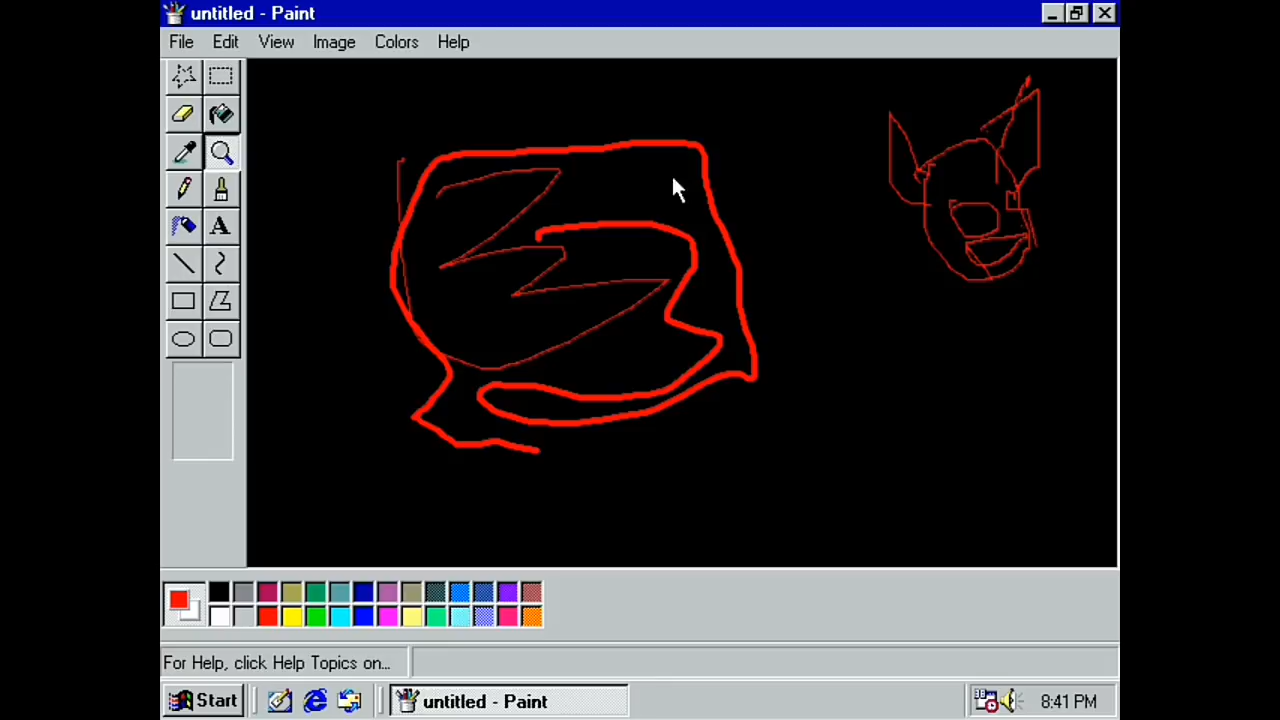 untitled - Paint
File Edit View Image Colors Help
A
For Help, click Help Topics on...
Start untitled - Paint 8:41 PM